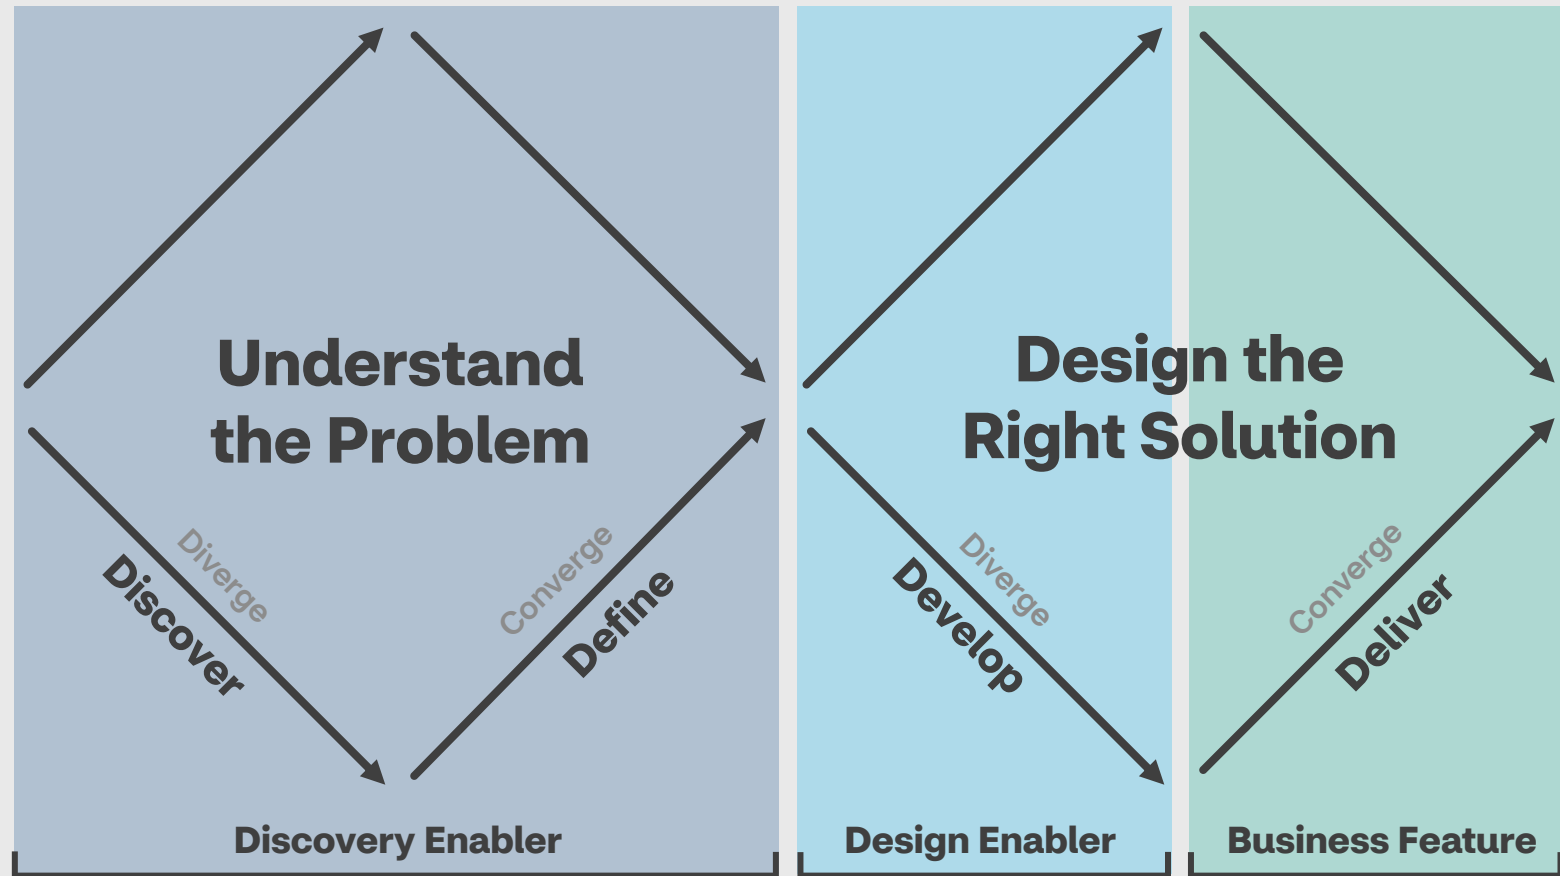 Understand
the Problem
Diverge
Discover
Converge
Define
Discovery Enabler
Design the
Right Solution
Diverge
Develop
Converge
Deliver
Design Enabler
Business Feature